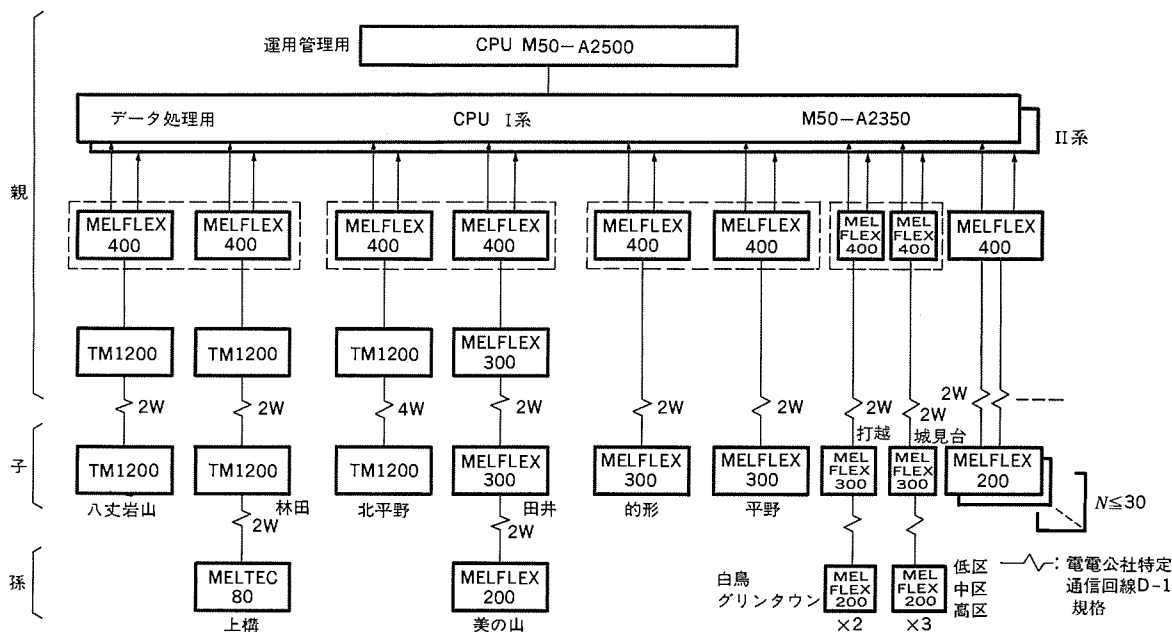 運用管理用
CPU M50-A2500
データ処理用 CPU I系 M50-A2350
II系
親
MELFLEX 400
MELFLEX 400
MELFLEX 400
MELFLEX 400
MELFLEX 400
MELFLEX 400
MEL FLEX 400
MEL FLEX 400
MELFLEX 400
TM1200
TM1200
TM1200
MELFLEX 300
2W
2W
4W
2W
2W
2W
2W
2W
2W
打越
城見台
子
TM1200
TM1200
TM1200
MELFLEX 300
MELFLEX 300
MELFLEX 300
MEL FLEX 300
MEL FLEX 300
MELFLEX 200
N≦30
八丈岩山
林田
北平野
田井
的形
平野
2W
2W
孫
MELTEC 80
MELFLEX 200
白鳥
グリンタウン
MEL FLEX 200
MEL FLEX 200
低区
中区
高区
:電電公社特定
通信回線D-1
規格
上構
美の山
×2
×3